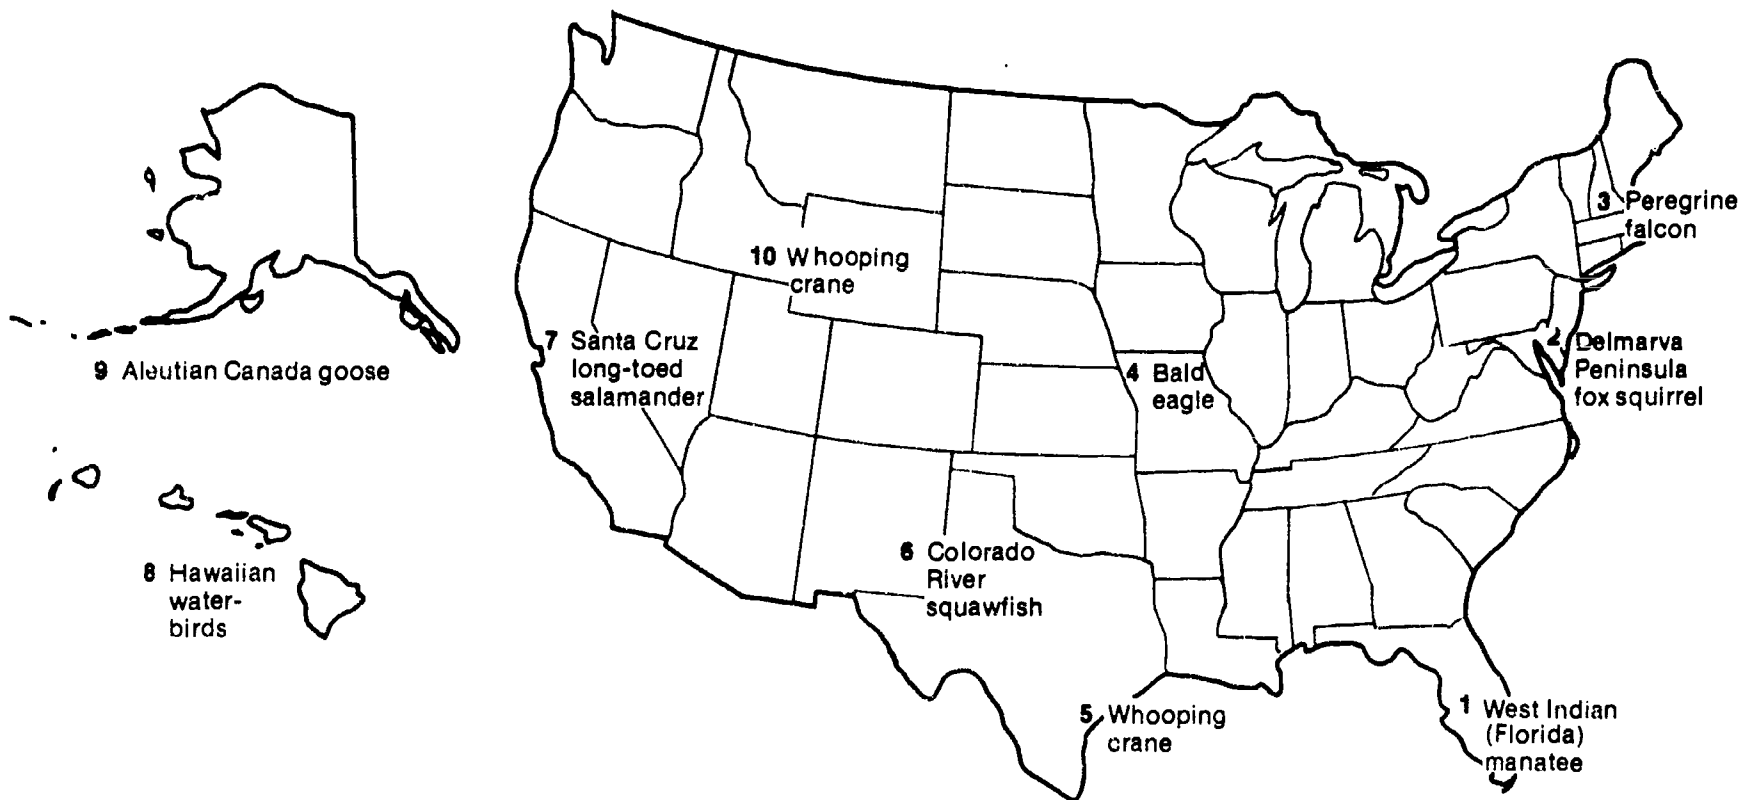 3 Peregrine
falcon
10 Whooping
crane
7 Santa Cruz
long-toed
salamander
2 Delmarva
Peninsula
fox squirrel
9 Aleutian Canada goose
4 Bald
eagle
6 Colorado
River
squawfish
8 Hawaiian
water-
birds
5 Whooping
crane
1 West Indian
(Florida)
manatee